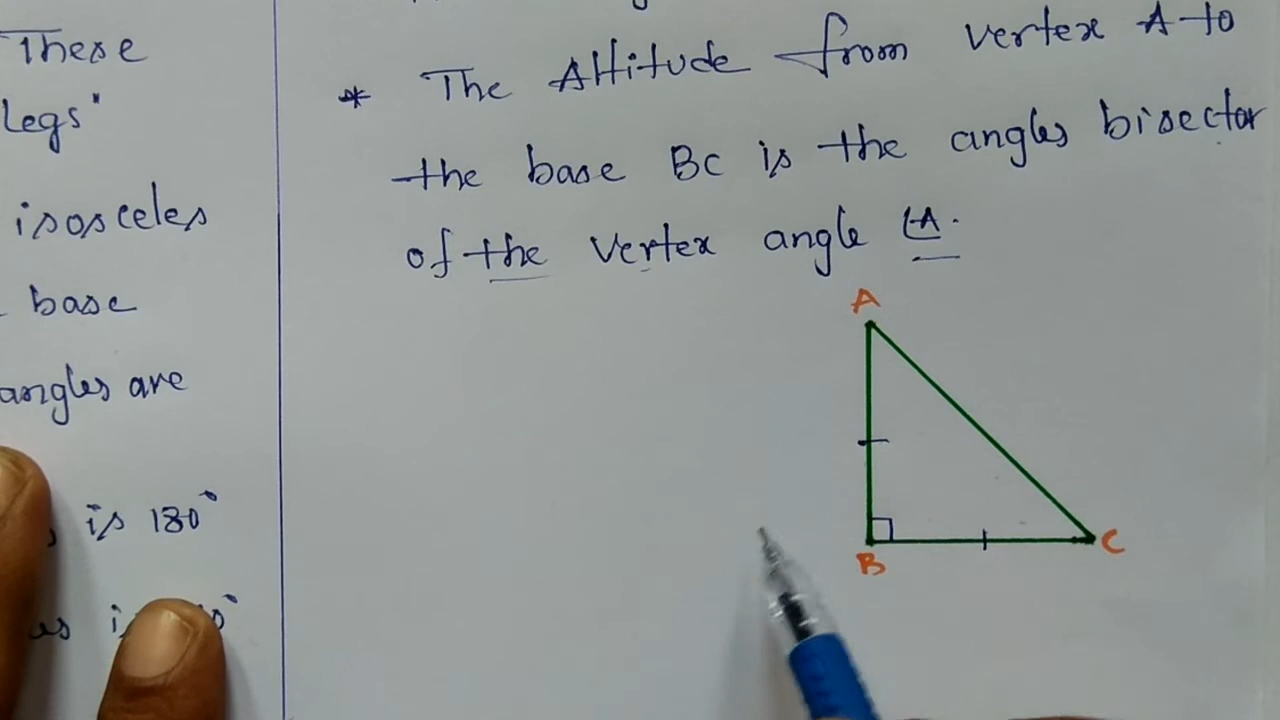 These
legs"
isosceles
base
angles are
is 180°
* The Altitude from vertex A to
the base BC is the angles bisector
of the vertex angle ∠A.
A
B
C